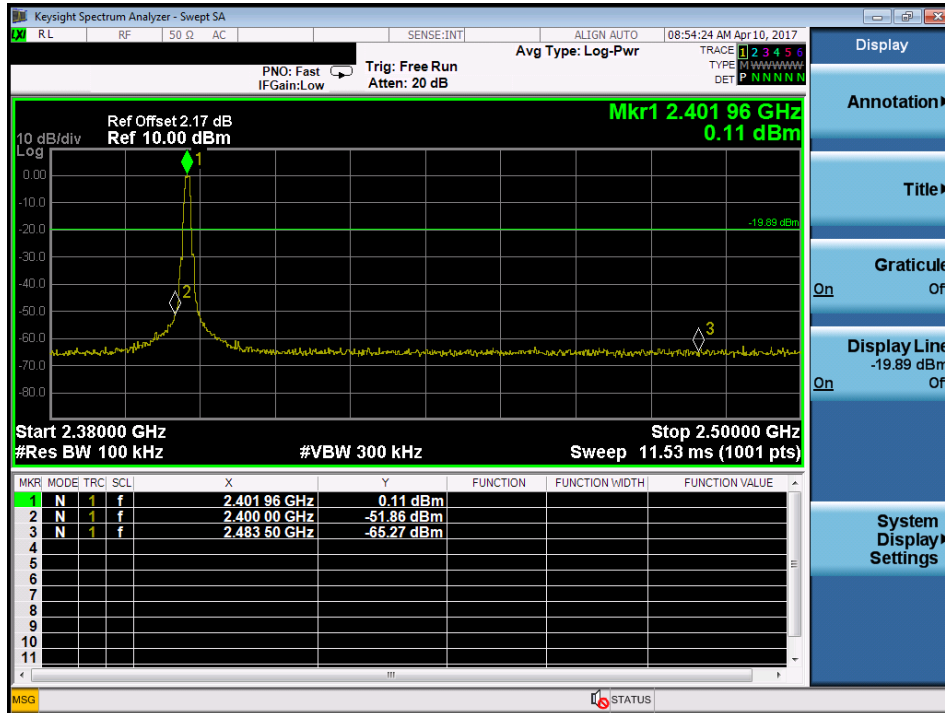 Keysight Spectrum Analyzer - Swept SA
LXI RL RF 50 Ω AC SENSE:INT ALIGN AUTO 08:54:24 AM Apr 10, 2017
Display
PNO: Fast IFGain:Low
Trig: Free Run
Atten: 20 dB
Avg Type: Log-Pwr
TRACE 1 2 3 4 5 6
TYPE M WWWWW
DET P N N N N N
Ref Offset 2.17 dB
10 dB/div Ref 10.00 dBm
Log
Mkr1 2.401 96 GHz
0.11 dBm
1
0.00
-10.0
-20.0
-19.89 dBm
-30.0
-40.0
2
-50.0
-60.0
3
-70.0
-80.0
Start 2.38000 GHz Stop 2.50000 GHz
#Res BW 100 kHz #VBW 300 kHz Sweep 11.53 ms (1001 pts)
MKR MODE TRC SCL X Y FUNCTION FUNCTION WIDTH FUNCTION VALUE
1 N 1 f 2.401 96 GHz 0.11 dBm
2 N 1 f 2.400 00 GHz -51.86 dBm
3 N 1 f 2.483 50 GHz -65.27 dBm
4
5
6
7
8
9
10
11
MSG STATUS
Annotation
Title
Graticule
On Off
Display Line
-19.89 dBm
On Off
System
Display
Settings